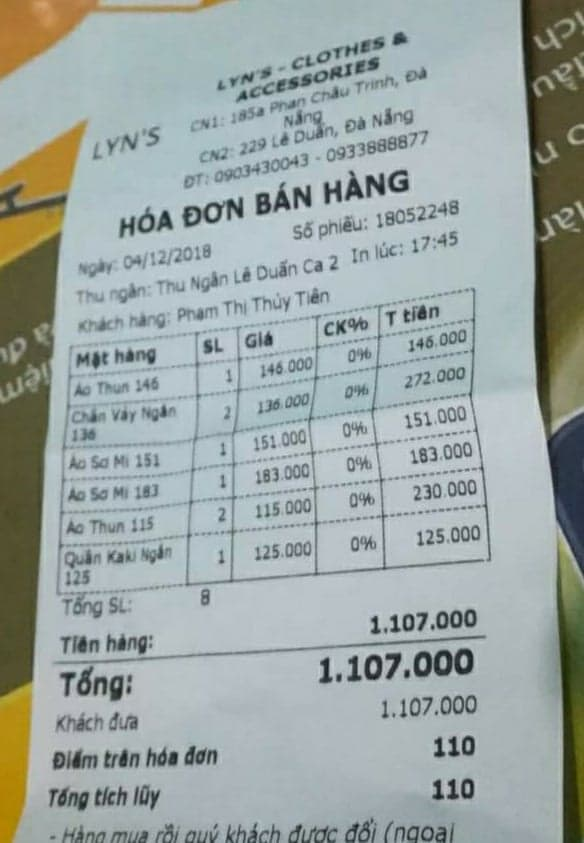 LYN'S
LYN'S - CLOTHES &
ACCESSORIES
CN1: 185a Phan Châu Trinh, Đà
Nẵng
CN2: 229 Lê Duẩn, Đà Nẵng
ĐT: 0903430043 - 0933888877
HÓA ĐƠN BÁN HÀNG
Ngày: 04/12/2018 Số phiếu: 18052248
Thu ngân: Thu Ngân Lê Duẩn Ca 2 In lúc: 17:45
Khách hàng: Phạm Thị Thủy Tiên
Mặt hàng SL Giá CK% T tiền
Áo Thun 146 1 146.000 0% 146.000
Chân Váy Ngắn 2 136.000 0% 272.000
136
Áo Sơ Mi 151 1 151.000 0% 151.000
Áo Sơ Mi 183 1 183.000 0% 183.000
Áo Thun 115 2 115.000 0% 230.000
Quần Kaki Ngắn 1 125.000 0% 125.000
125
Tổng SL: 8
Tiền hàng: 1.107.000
Tổng: 1.107.000
Khách đưa 1.107.000
Điểm trên hóa đơn 110
Tổng tích lũy 110
- Hàng mua rồi quý khách được đổi (ngoại